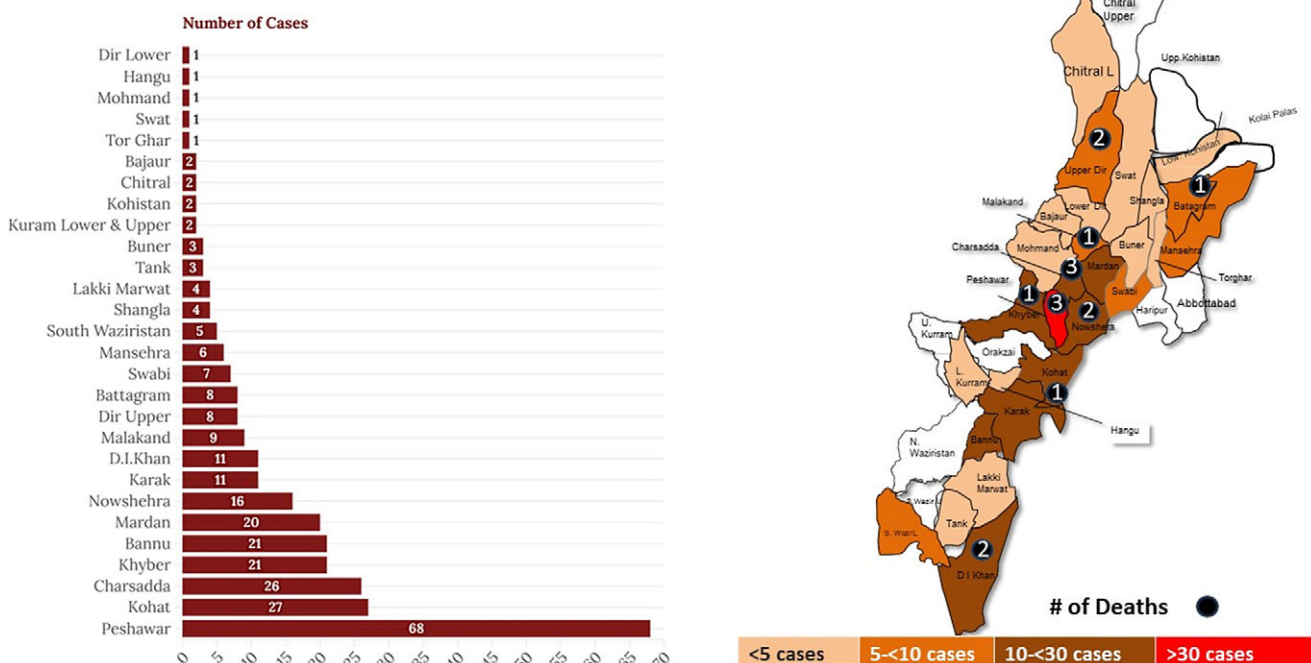 Number of Cases
Dir Lower 1
Hangu 1
Mohmand 1
Swat 1
Tor Ghar 1
Bajaur 2
Chitral 2
Kohistan 2
Kuram Lower & Upper 2
Buner 3
Tank 3
Lakki Marwat 4
Shangla 4
South Waziristan 5
Mansehra 6
Swabi 7
Battagram 8
Dir Upper 8
Malakand 9
D.I.Khan 11
Karak 11
Nowshehra 16
Mardan 20
Bannu 21
Khyber 21
Charsadda 26
Kohat 27
Peshawar 68
0 5 10 15 20 25 30 35 40 45 50 55 60 65 70
Chitral
Upper
Chitral L
Upp.Kohistan
Kolai Palas
2
Low Kohistan
Upper Dir
Swat
1
Malakand
Lower Dir
Shangla
Batagram
Bajaur
1
Charsadda
Mohmand
Buner
Mansehra
3
Mardan
Torghar
Peshawar
1
3
Swabi
Abbottabad
Khyber
2
Haripur
Nowshera
U.
Kurram
Orakzai
L.
Kurram
Kohat
1
Karak
Hangu
Bannu
N.
Waziristan
Lakki
Marwat
Tank
2
D I Khan
# of Deaths
<5 cases 5-<10 cases 10-<30 cases >30 cases